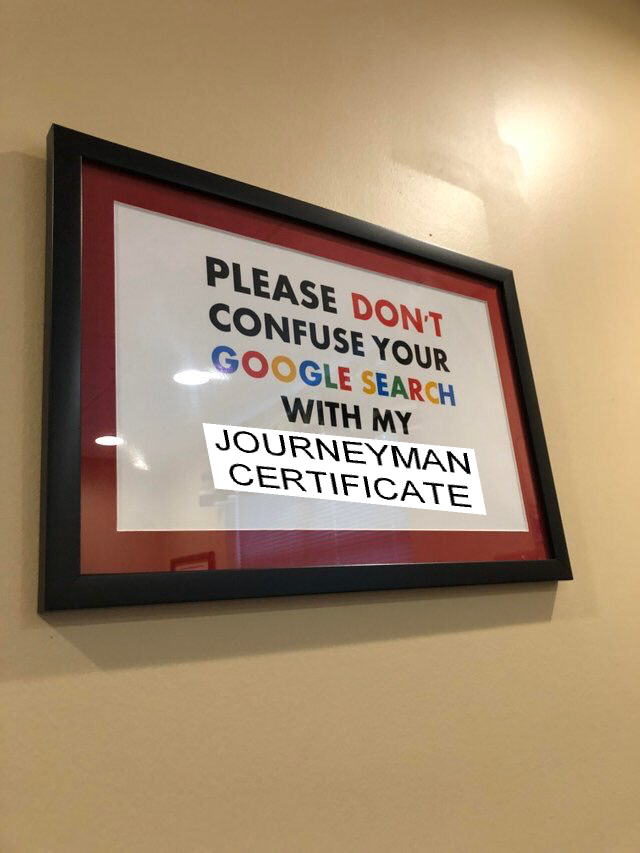 PLEASE DON'T
CONFUSE YOUR
GOOGLE SEARCH
WITH MY
JOURNEYMAN
CERTIFICATE